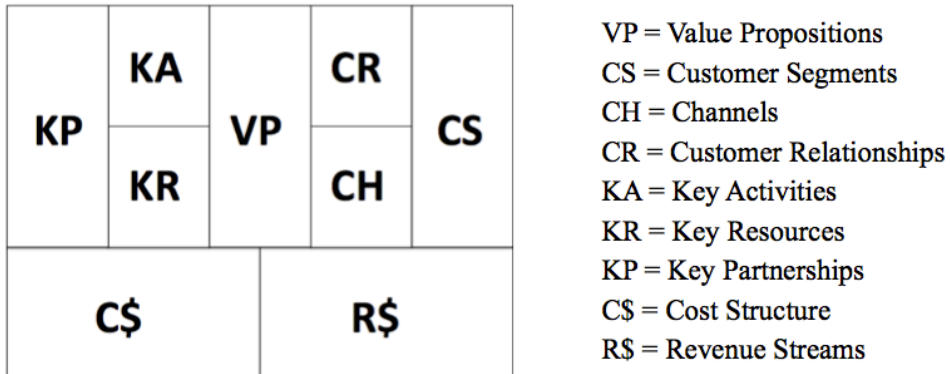 KP
KA
KR
VP
CR
CH
CS
C$
R$
VP = Value Propositions
CS = Customer Segments
CH = Channels
CR = Customer Relationships
KA = Key Activities
KR = Key Resources
KP = Key Partnerships
C$ = Cost Structure
R$ = Revenue Streams